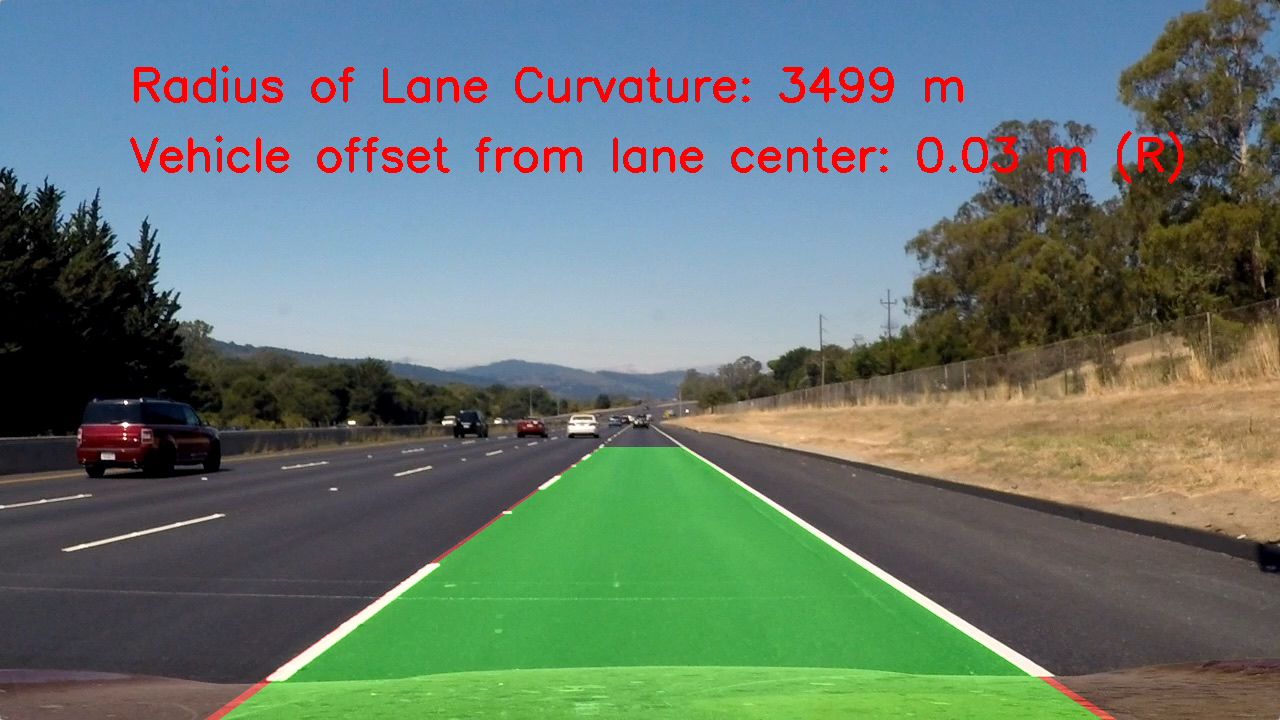 Radius of Lane Curvature: 3499 m
Vehicle offset from lane center: 0.03 m (R)